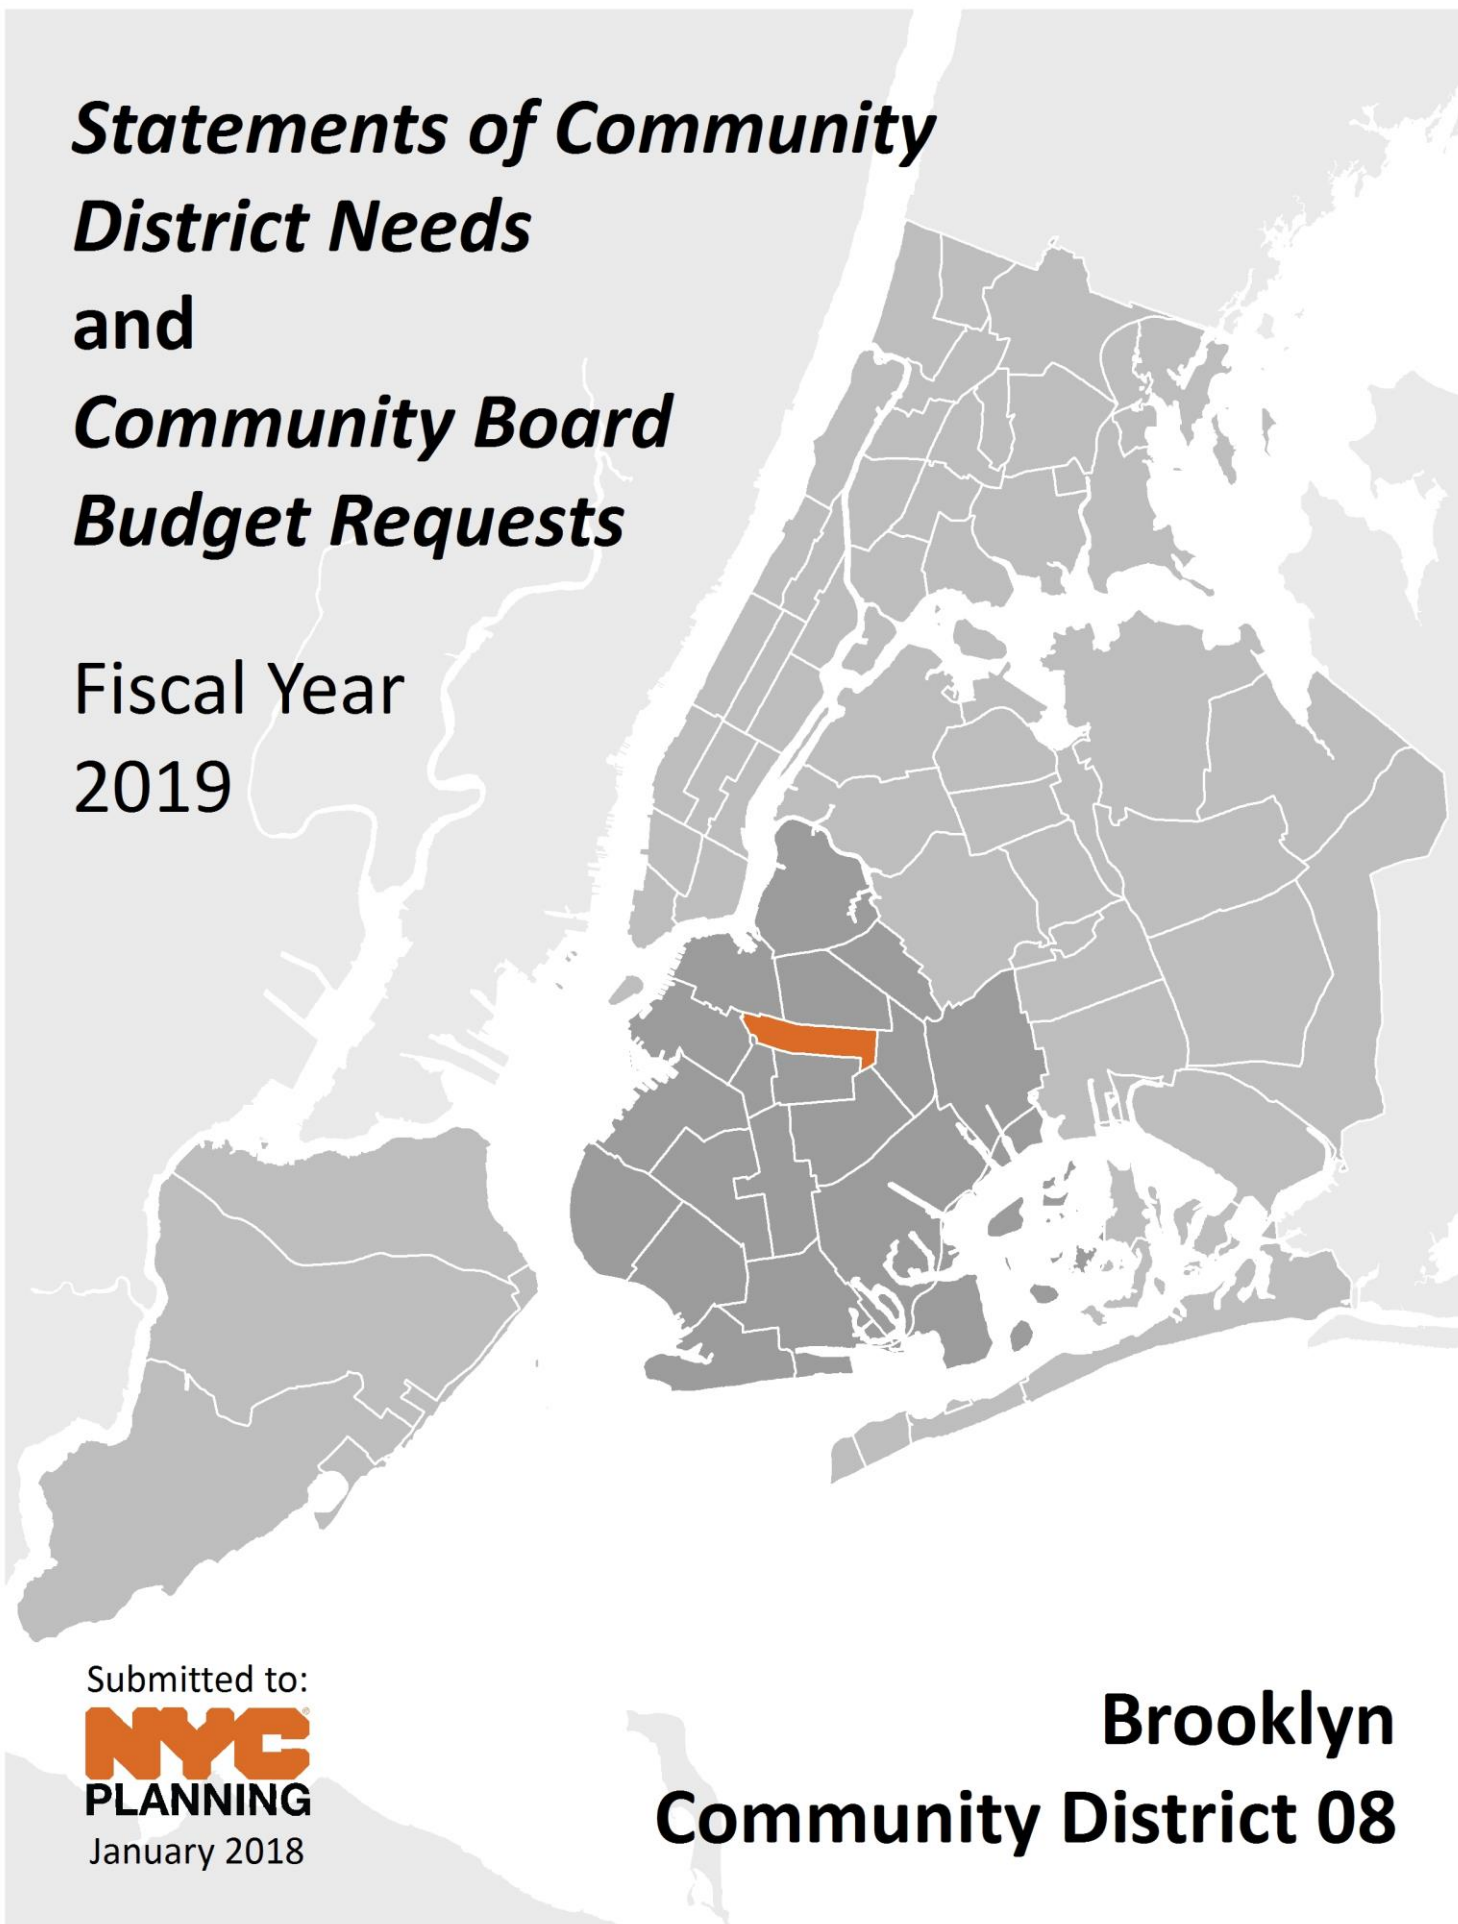 Statements of Community
District Needs
and
Community Board
Budget Requests
Fiscal Year
2019
Submitted to:
NYC®
PLANNING
January 2018
Brooklyn
Community District 08